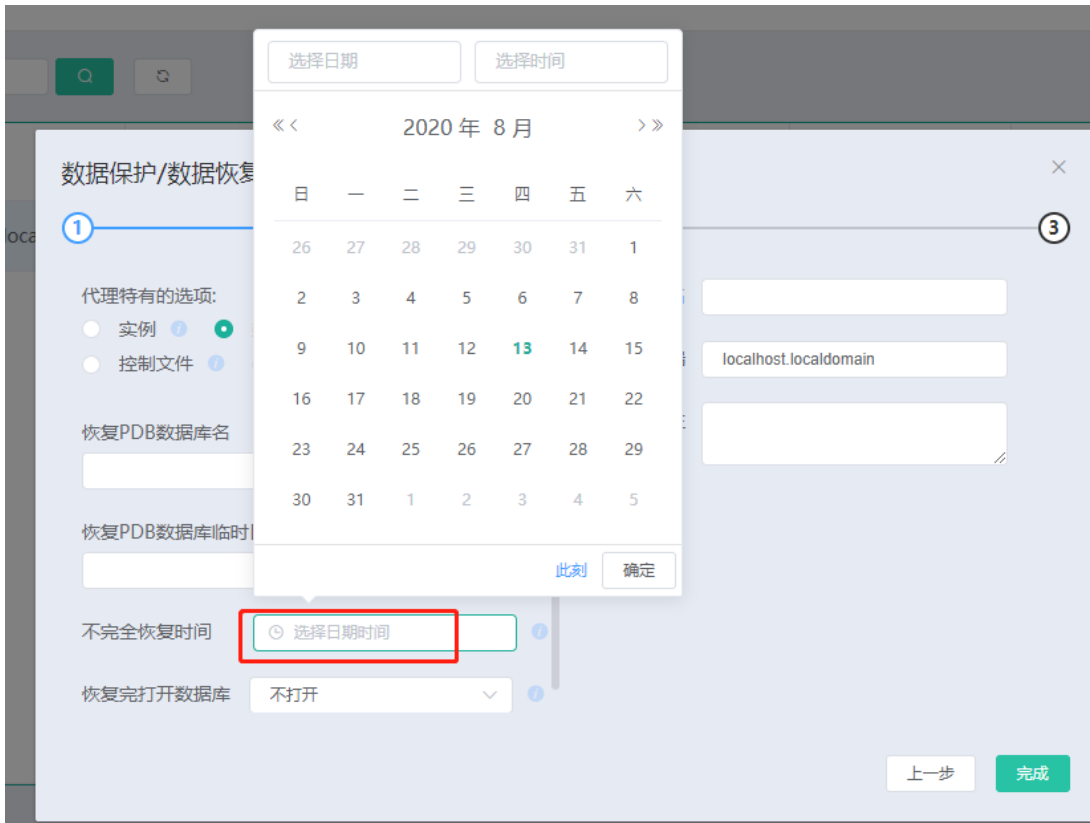 选择日期 选择时间
2020 年 8 月
日 一 二 三 四 五 六
26 27 28 29 30 31 1
2 3 4 5 6 7 8
9 10 11 12 13 14 15
16 17 18 19 20 21 22
23 24 25 26 27 28 29
30 31 1 2 3 4 5
此刻 确定
数据保护/数据恢复
1 3
loca
代理特有的选项:
实例
控制文件
localhost.localdomain
恢复PDB数据库名
恢复PDB数据库临时
不完全恢复时间 选择日期时间
恢复完打开数据库 不打开
上一步 完成